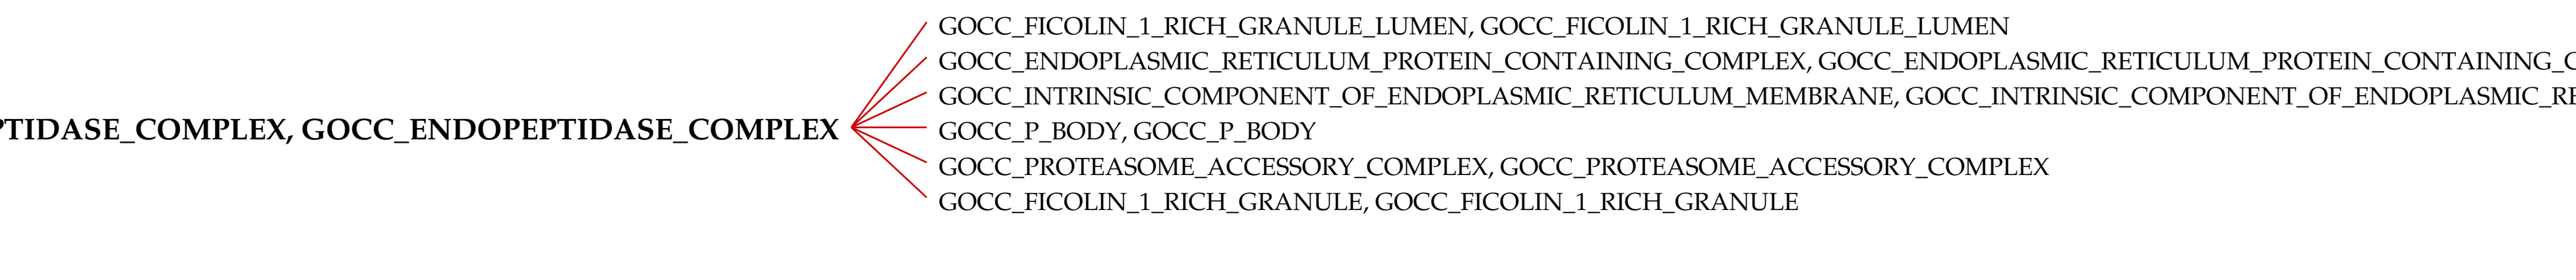 GOCC_FICOLIN_1_RICH_GRANULE_LUMEN, GOCC_FICOLIN_1_RICH_GRANULE_LUMEN
GOCC_ENDOPLASMIC_RETICULUM_PROTEIN_CONTAINING_COMPLEX, GOCC_ENDOPLASMIC_RETICULUM_PROTEIN_CONTAINING_C
GOCC_INTRINSIC_COMPONENT_OF_ENDOPLASMIC_RETICULUM_MEMBRANE, GOCC_INTRINSIC_COMPONENT_OF_ENDOPLASMIC_RE
PTIDASE_COMPLEX, GOCC_ENDOPEPTIDASE_COMPLEX
GOCC_P_BODY, GOCC_P_BODY
GOCC_PROTEASOME_ACCESSORY_COMPLEX, GOCC_PROTEASOME_ACCESSORY_COMPLEX
GOCC_FICOLIN_1_RICH_GRANULE, GOCC_FICOLIN_1_RICH_GRANULE